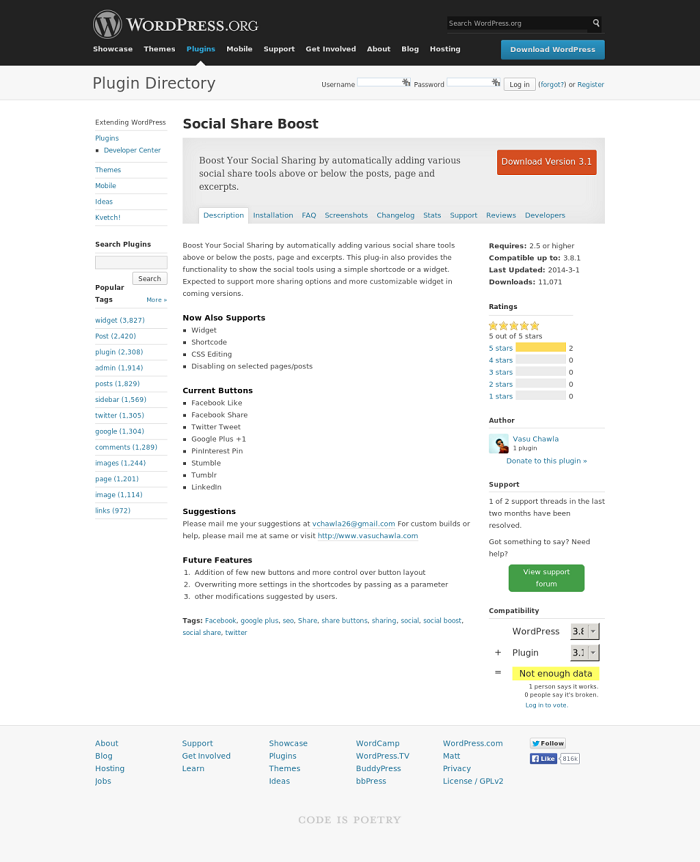 WORDPRESS.ORG
Search WordPress.org
Showcase Themes Plugins Mobile Support Get Involved About Blog Hosting
Download WordPress
Plugin Directory
Username Password Log in (forgot?) or Register
Extending WordPress
Plugins
Developer Center
Themes
Mobile
Ideas
Kvetch!
Search Plugins
Search
Popular
Tags More »
widget (3,827)
Post (2,420)
plugin (2,308)
admin (1,914)
posts (1,829)
sidebar (1,569)
twitter (1,305)
google (1,304)
comments (1,289)
images (1,244)
page (1,201)
image (1,114)
links (972)
Social Share Boost
Boost Your Social Sharing by automatically adding various
social share tools above or below the posts, page and
excerpts.
Download Version 3.1
Description Installation FAQ Screenshots Changelog Stats Support Reviews Developers
Boost Your Social Sharing by automatically adding various social share tools
above or below the posts, page and excerpts. This plug-in also provides the
functionality to show the social tools using a simple shortcode or a widget.
Expected to support more sharing options and more customizable widget in
coming versions.
Now Also Supports
Widget
Shortcode
CSS Editing
Disabling on selected pages/posts
Current Buttons
Facebook Like
Facebook Share
Twitter Tweet
Google Plus +1
PinInterest Pin
Stumble
Tumblr
LinkedIn
Suggestions
Please mail me your suggestions at vchawla26@gmail.com For custom builds or
help, please mail me at same or visit http://www.vasuchawla.com
Future Features
1. Addition of few new buttons and more control over button layout
2. Overwriting more settings in the shortcodes by passing as a parameter
3. other modifications suggested by users.
Tags: Facebook, google plus, seo, Share, share buttons, sharing, social, social boost,
social share, twitter
Requires: 2.5 or higher
Compatible up to: 3.8.1
Last Updated: 2014-3-1
Downloads: 11,071
Ratings
5 out of 5 stars
5 stars 2
4 stars 0
3 stars 0
2 stars 0
1 stars 0
Author
Vasu Chawla
1 plugin
Donate to this plugin »
Support
1 of 2 support threads in the last
two months have been
resolved.
Got something to say? Need
help?
View support
forum
Compatibility
WordPress 3.8
+ Plugin 3.1
= Not enough data
1 person says it works.
0 people say it's broken.
Log in to vote.
About
Blog
Hosting
Jobs
Support
Get Involved
Learn
Showcase
Plugins
Themes
Ideas
WordCamp
WordPress.TV
BuddyPress
bbPress
WordPress.com
Matt
Privacy
License / GPLv2
Follow
Like 816k
CODE IS POETRY